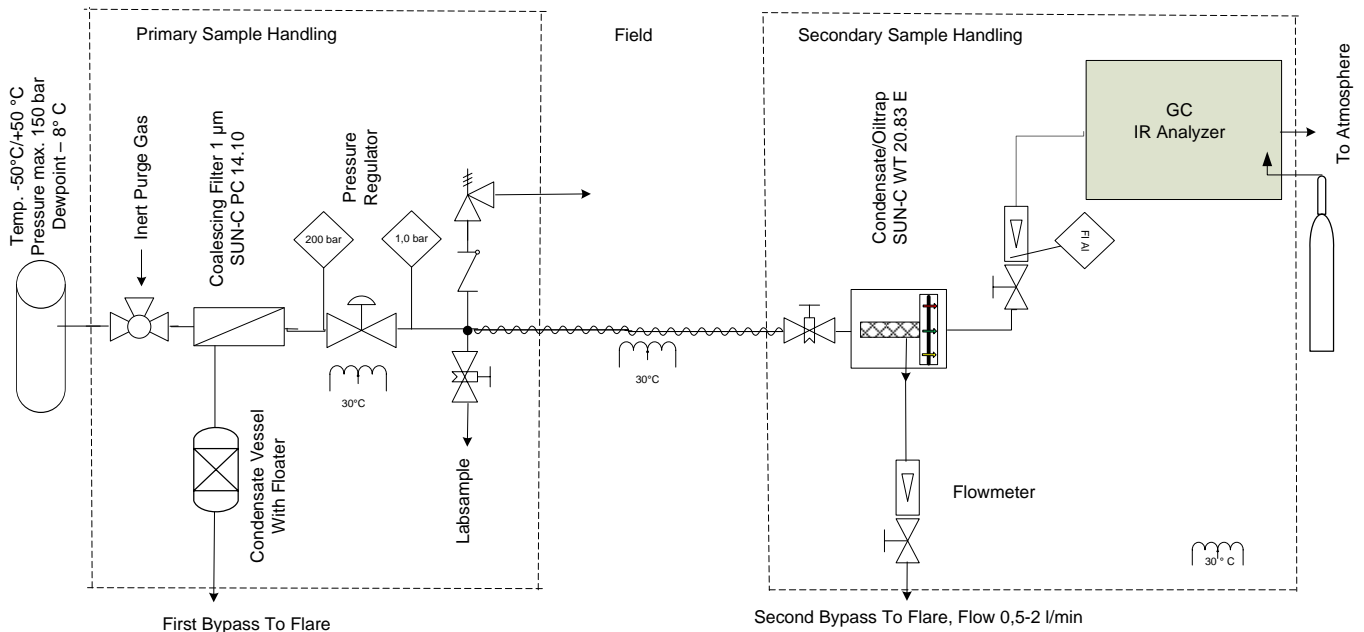 Primary Sample Handling
Field
Secondary Sample Handling
Temp. -50°C/+50 °C
Pressure max. 150 bar
Dewpoint – 8° C
Inert Purge Gas
Coalescing Filter 1 µm
SUN-C PC 14.10
Pressure
Regulator
200 bar
1,0 bar
30°C
Condensate Vessel
With Floater
Labsample
30°C
Condensate/Oiltrap
SUN-C WT 20.83 E
GC
IR Analyzer
FI AI
To Atmosphere
Flowmeter
30 ° C
First Bypass To Flare
Second Bypass To Flare, Flow 0,5-2 l/min